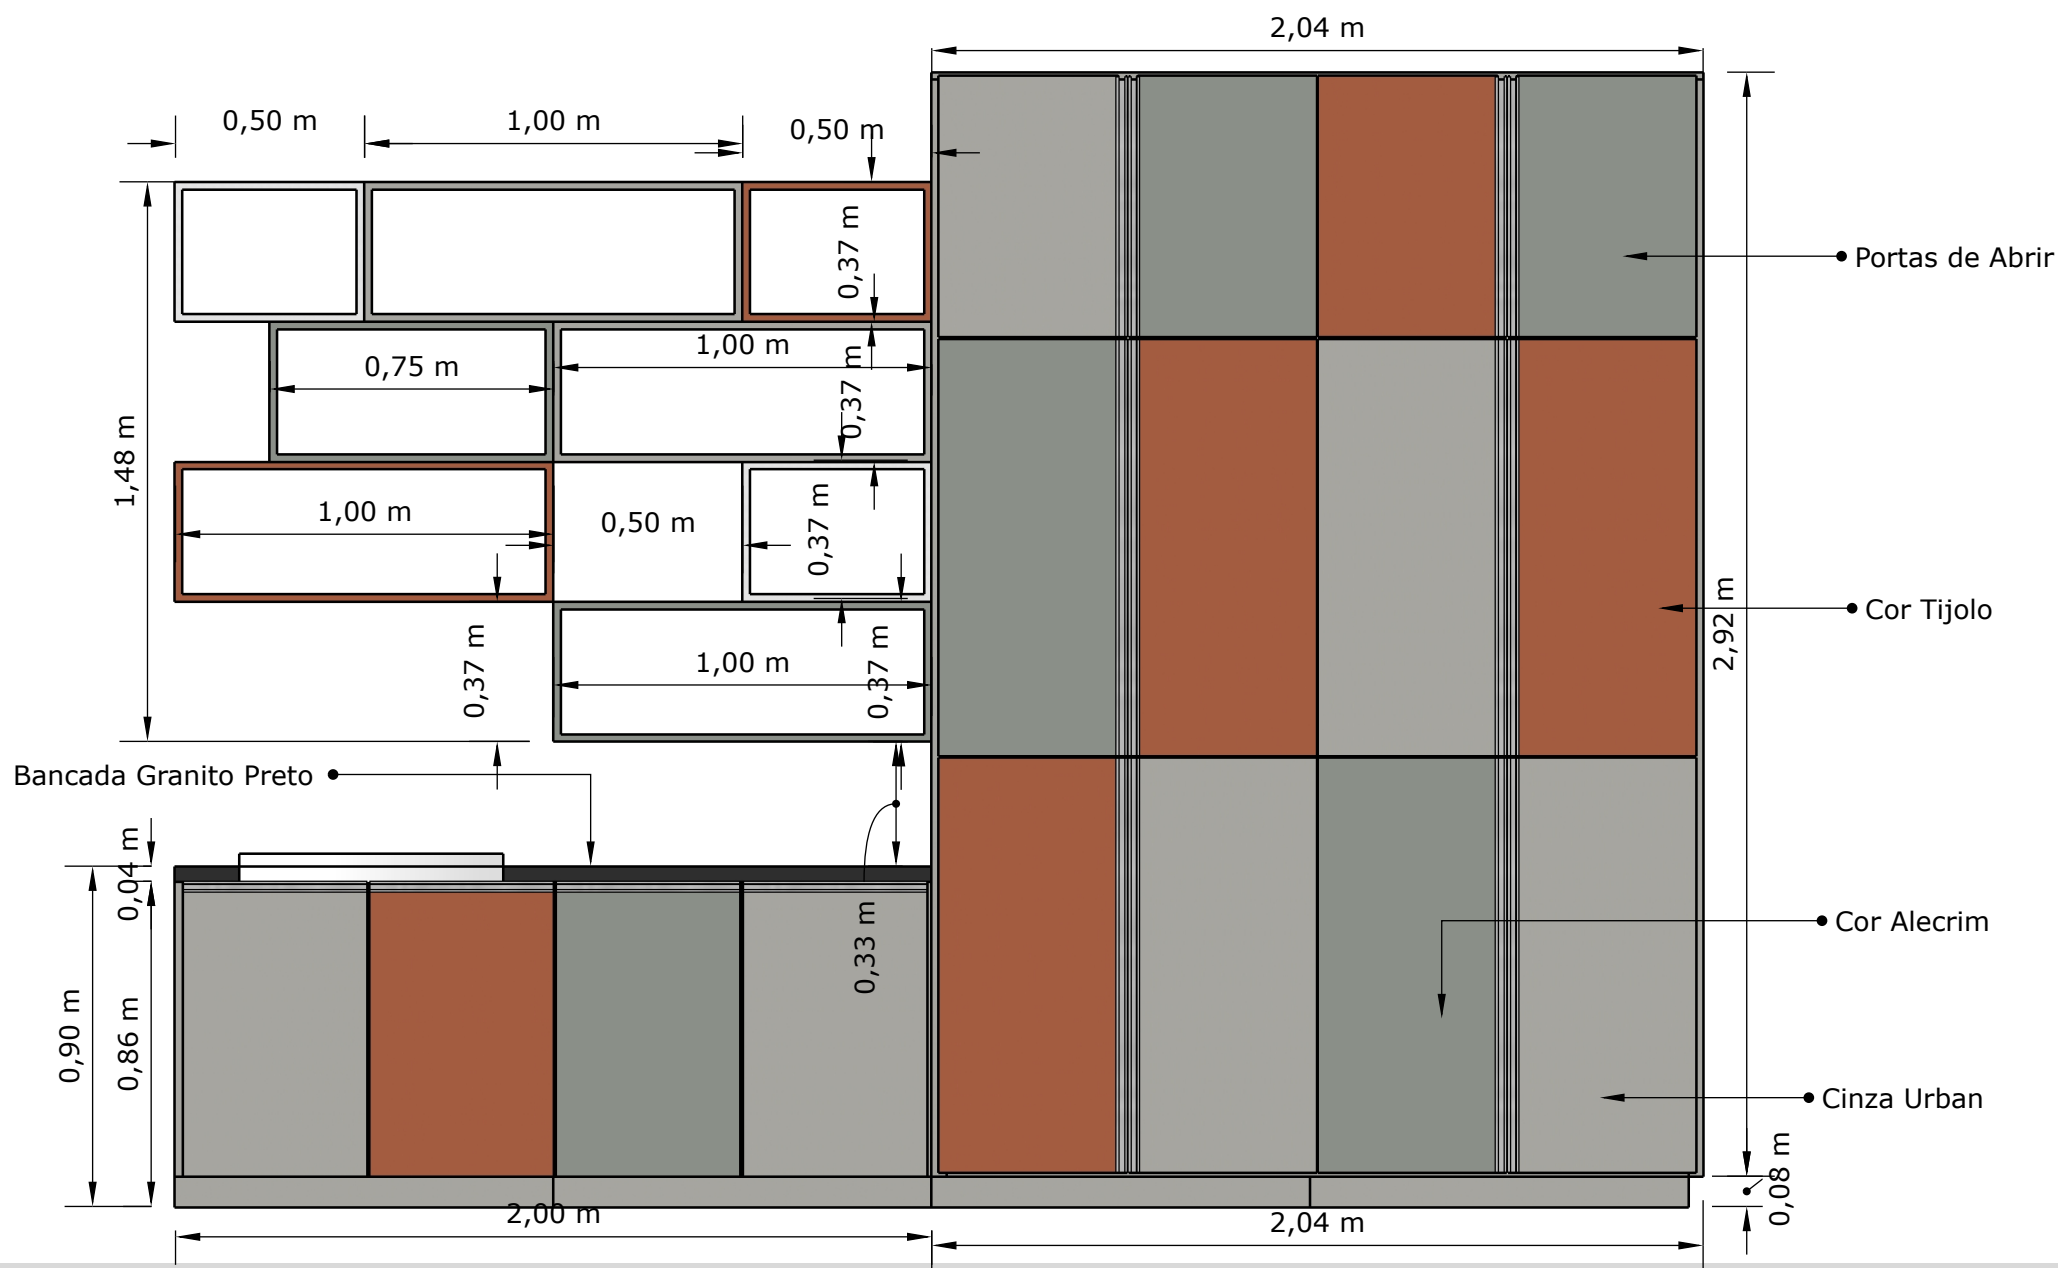 2,04 m
0,50 m
1,00 m
0,50 m
0,37 m
Portas de Abrir
1,00 m
0,75 m
0,37 m
1,48 m
1,00 m
0,50 m
0,37 m
Cor Tijolo
2,92 m
0,37 m
1,00 m
0,37 m
Bancada Granito Preto
0,04 m
Cor Alecrim
0,33 m
0,90 m
0,86 m
Cinza Urban
0,08 m
2,00 m
2,04 m